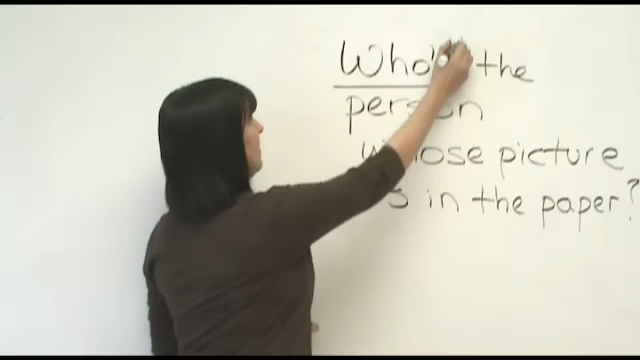 Who's the
person
whose picture
is in the paper?